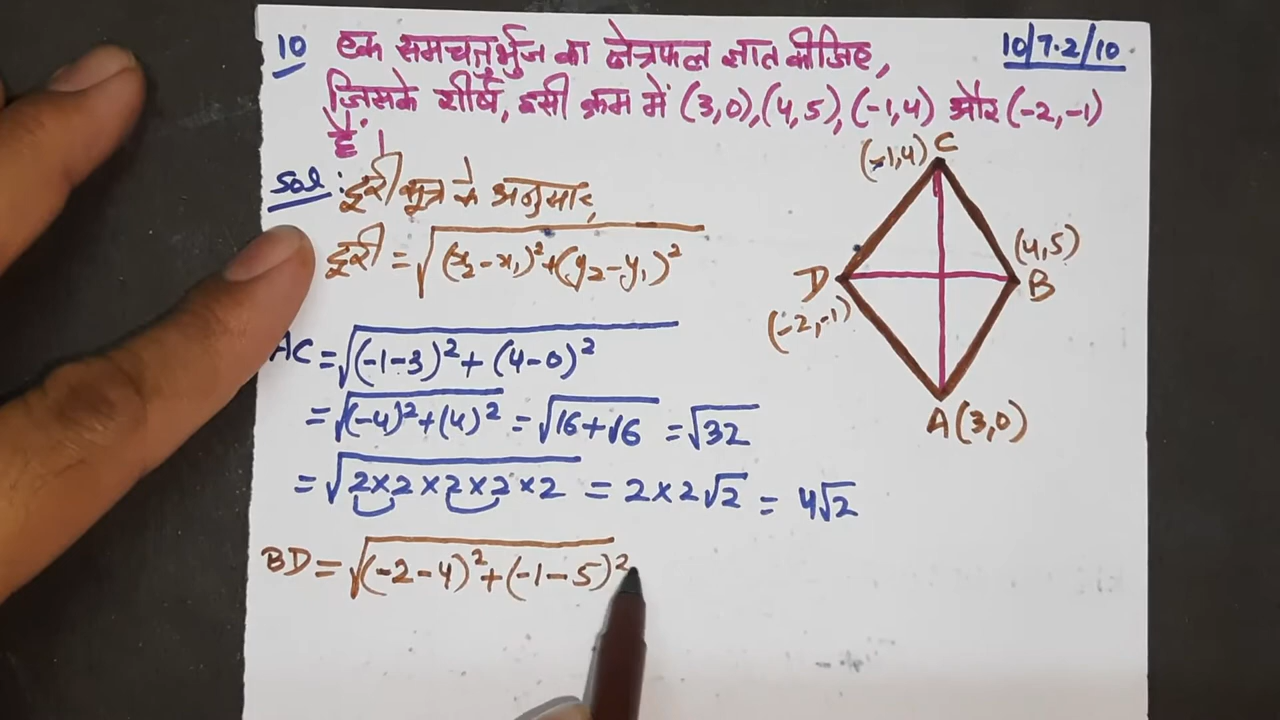 10 एक समचतुर्भुज का क्षेत्रफल ज्ञात कीजिए, 10/7.2/10
जिसके शीर्ष, इसी क्रम में (3,0),(4,5),(-1,4) और (-2,-1)
हैं।
Sol: दूरी सूत्र के अनुसार,
दूरी = √(x₂-x₁)²+(y₂-y₁)²
AC = √(-1-3)²+(4-0)²
= √(-4)²+(4)² = √16+16 = √32
= √2×2×2×2×2 = 2×2√2 = 4√2
BD = √(-2-4)²+(-1-5)²
C
(-1,4)
(4,5)
B
D
(-2,-1)
A(3,0)